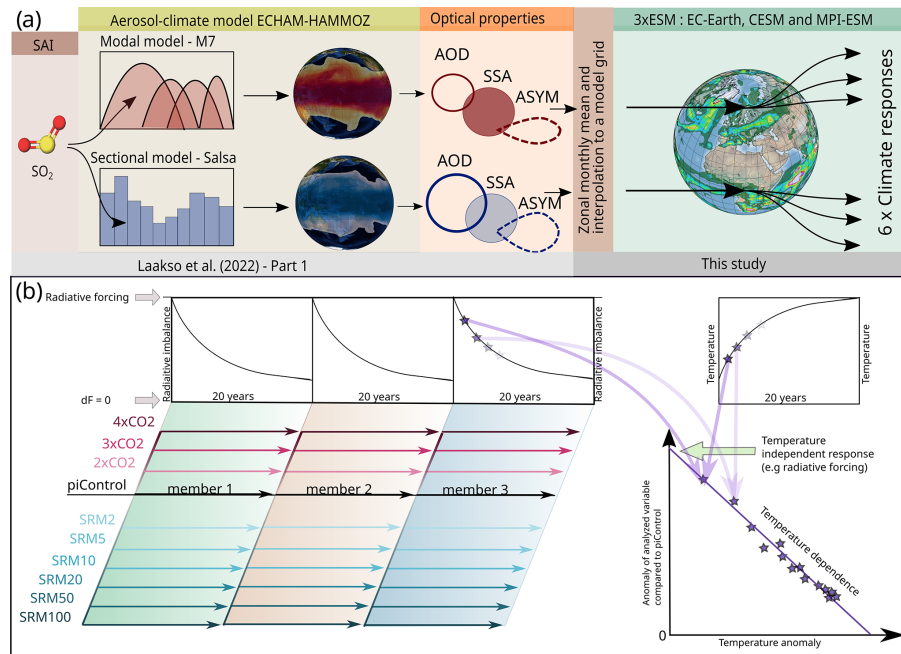 (a)
SAI
SO2
Aerosol-climate model ECHAM-HAMMOZ
Modal model - M7
Sectional model - Salsa
Optical properties
AOD
SSA
ASYM
AOD
SSA
ASYM
Zonal monthly mean and
interpolation to a model grid
3xESM : EC-Earth, CESM and MPI-ESM
6 x Climate responses
Laakso et al. (2022) - Part 1
This study
(b)
Radiative forcing
dF = 0
Radiaitive imbalance
20 years
20 years
20 years
Radiative imbalance
4xCO2
3xCO2
2xCO2
piControl
member 1
member 2
member 3
SRM2
SRM5
SRM10
SRM20
SRM50
SRM100
Temperature
20 years
Temperature
Temperature
independent response
(e.g radiative forcing)
Temperature dependence
Anomaly of analyzed variable
compared to piControl
0
Temperature anomaly